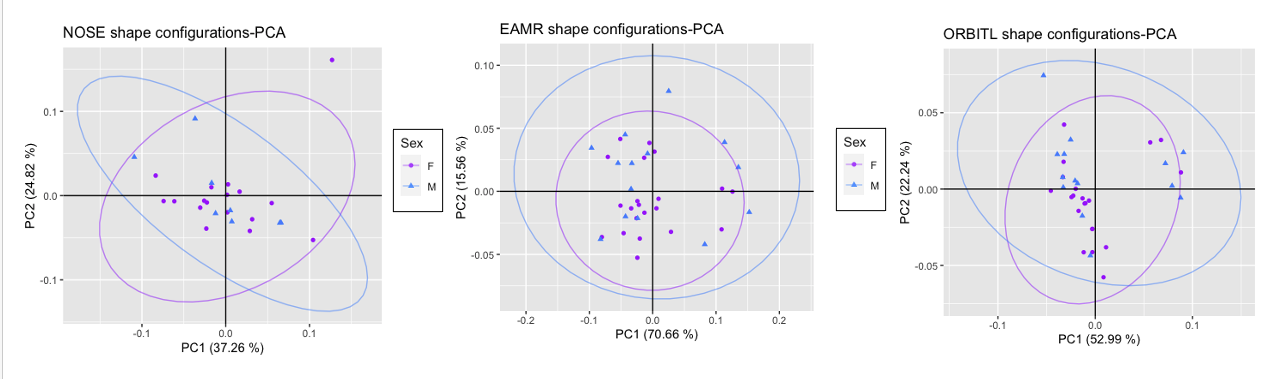 NOSE shape configurations-PCA
PC2 (24.82 %)
0.1
0.0
-0.1
-0.1
0.0
0.1
PC1 (37.26 %)
Sex
F
M
EAMR shape configurations-PCA
PC2 (15.56 %)
0.10
0.05
0.00
-0.05
-0.2
-0.1
0.0
0.1
0.2
PC1 (70.66 %)
Sex
F
M
ORBITL shape configurations-PCA
PC2 (22.24 %)
0.05
0.00
-0.05
-0.1
0.0
0.1
PC1 (52.99 %)